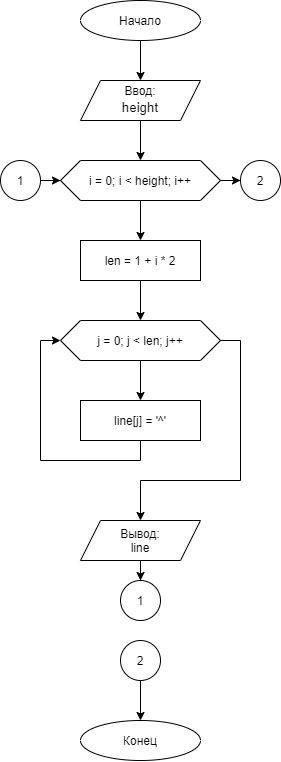 Начало
Ввод:
height
1
i = 0; i < height; i++
2
len = 1 + i * 2
j = 0; j < len; j++
line[j] = '^'
Вывод:
line
1
2
Конец